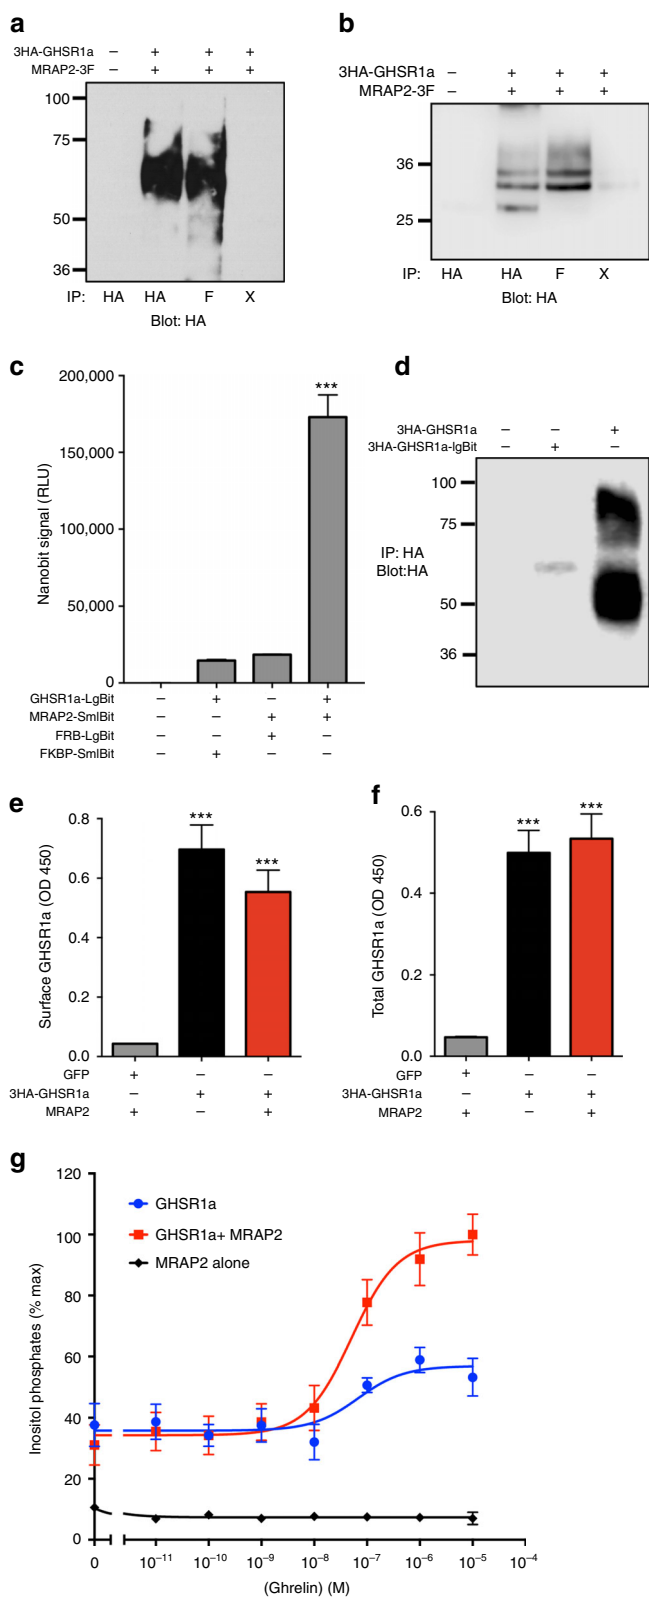 a
3HA-GHSR1a – + + +
MRAP2-3F – + + +
100
75
50
36
IP: HA HA F X
Blot: HA
b
3HA-GHSR1a – + + +
MRAP2-3F – + + +
36
25
IP: HA HA F X
Blot: HA
c
Nanobit signal (RLU)
200,000
150,000
100,000
50,000
0
***
GHSR1a-LgBit – + – +
MRAP2-SmlBit – – + +
FRB-LgBit – – + –
FKBP-SmlBit – + – –
d
3HA-GHSR1a – – +
3HA-GHSR1a-lgBit – + –
100
75
IP: HA
Blot:HA
50
36
e
Surface GHSR1a (OD 450)
0.8
0.6
0.4
0.2
0.0
***
***
GFP + – –
3HA-GHSR1a – + +
MRAP2 + – +
f
Total GHSR1a (OD 450)
0.6
0.4
0.2
0.0
***
***
GFP + – –
3HA-GHSR1a – + +
MRAP2 + – +
g
Inositol phosphates (% max)
120
100
80
60
40
20
0
GHSR1a
GHSR1a+ MRAP2
MRAP2 alone
0 10⁻¹¹ 10⁻¹⁰ 10⁻⁹ 10⁻⁸ 10⁻⁷ 10⁻⁶ 10⁻⁵ 10⁻⁴
(Ghrelin) (M)